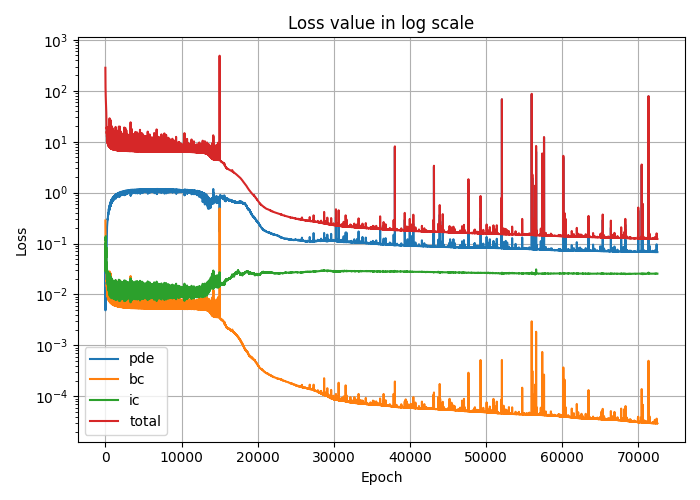 Loss value in log scale
Loss
10³
10²
10¹
10⁰
10⁻¹
10⁻²
10⁻³
10⁻⁴
pde
bc
ic
total
0 10000 20000 30000 40000 50000 60000 70000
Epoch